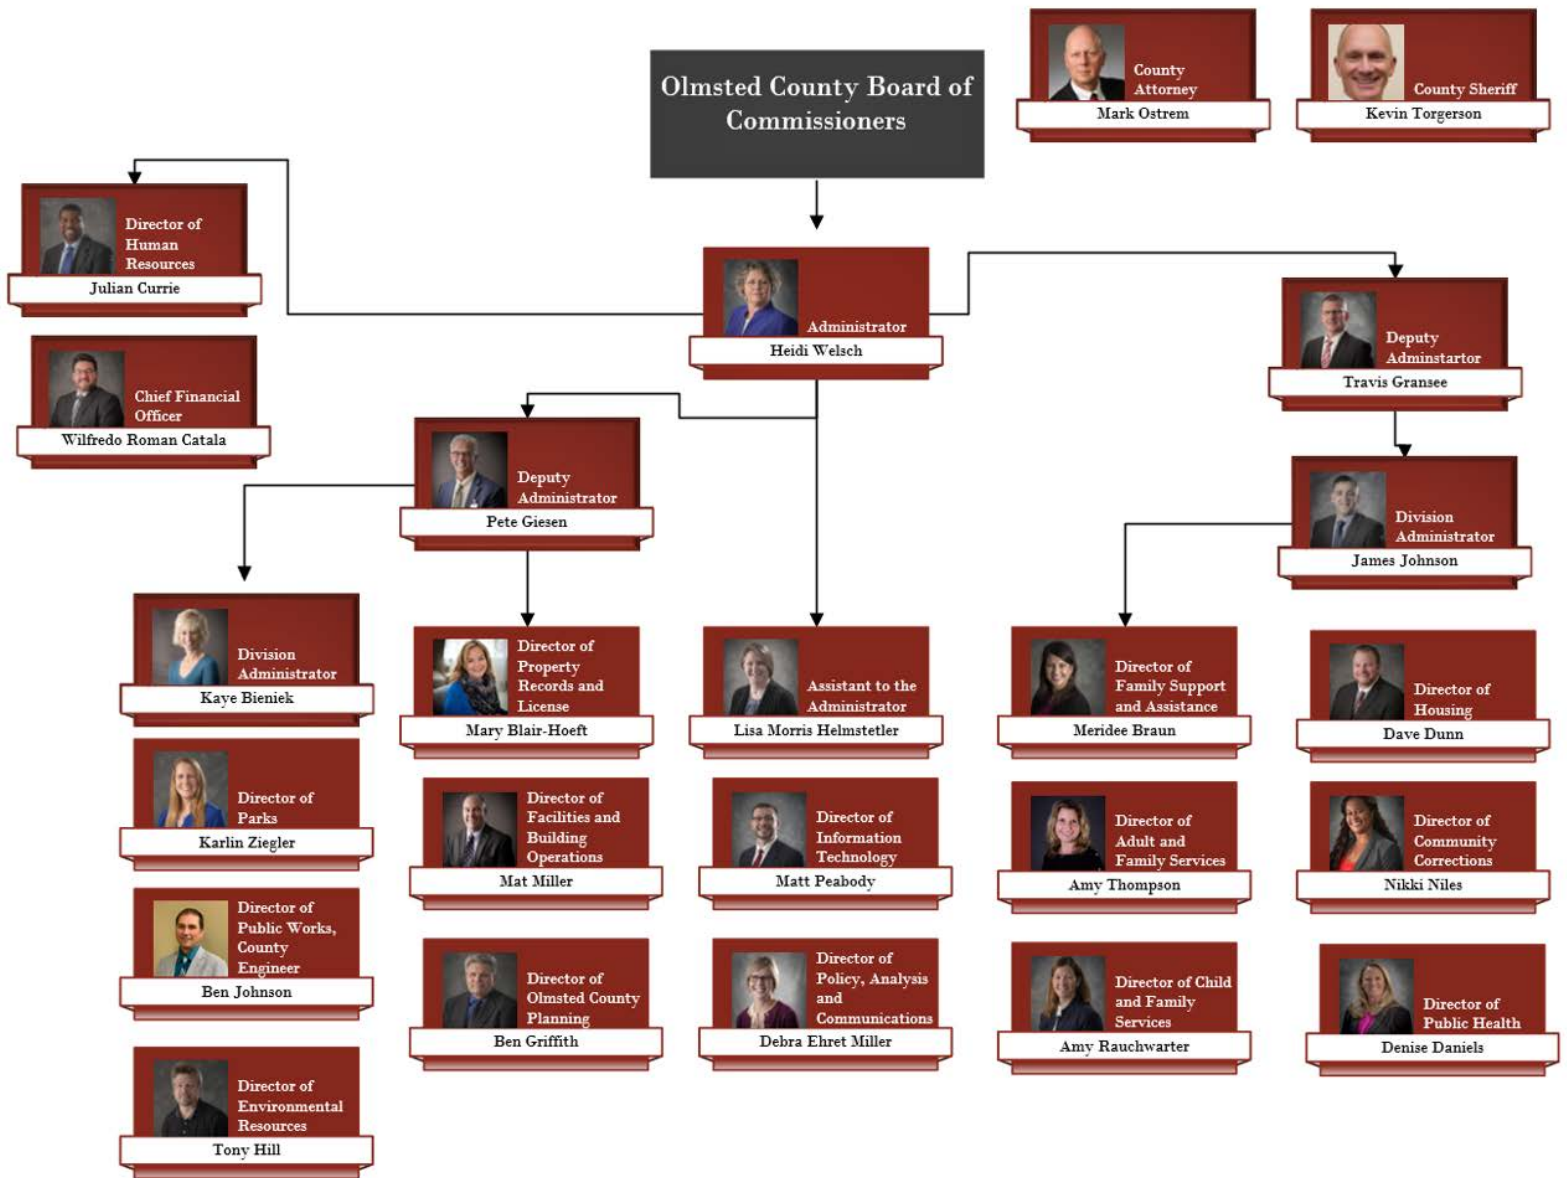 Olmsted County Board of
Commissioners
County
Attorney
Mark Ostrem
County Sheriff
Kevin Torgerson
Director of
Human
Resources
Julian Currie
Chief Financial
Officer
Wilfredo Roman Catala
Administrator
Heidi Welsch
Deputy
Adminstartor
Travis Gransee
Deputy
Administrator
Pete Giesen
Division
Administrator
James Johnson
Division
Administrator
Kaye Bieniek
Director of
Parks
Karlin Ziegler
Director of
Public Works,
County
Engineer
Ben Johnson
Director of
Environmental
Resources
Tony Hill
Director of
Property
Records and
License
Mary Blair-Hoeft
Director of
Facilities and
Building
Operations
Mat Miller
Director of
Olmsted County
Planning
Ben Griffith
Assistant to the
Administrator
Lisa Morris Helmstetler
Director of
Information
Technology
Matt Peabody
Director of
Policy, Analysis
and
Communications
Debra Ehret Miller
Director of
Family Support
and Assistance
Meridee Braun
Director of
Adult and
Family Services
Amy Thompson
Director of Child
and Family
Services
Amy Rauchwarter
Director of
Housing
Dave Dunn
Director of
Community
Corrections
Nikki Niles
Director of
Public Health
Denise Daniels